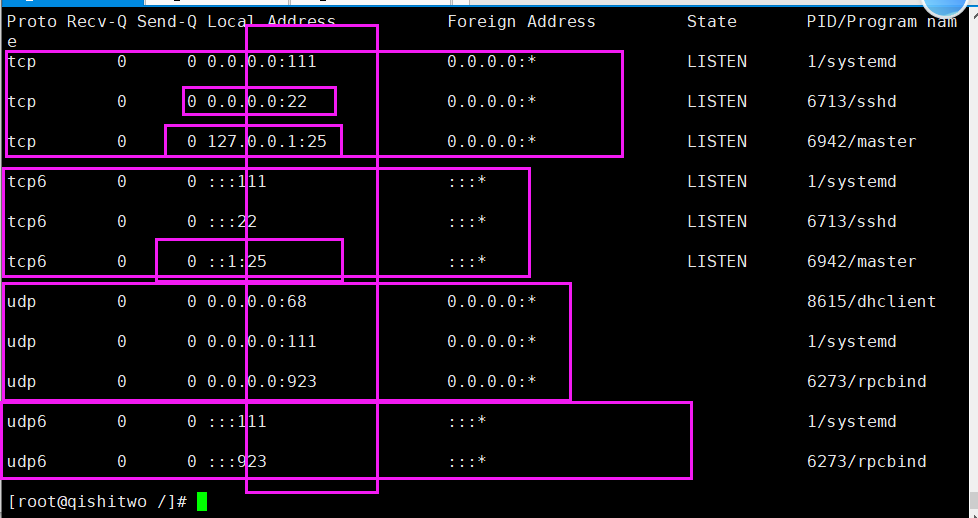 Proto Recv-Q Send-Q Local Address Foreign Address State PID/Program nam
e
tcp 0 0 0.0.0.0:111 0.0.0.0:* LISTEN 1/systemd
tcp 0 0 0.0.0.0:22 0.0.0.0:* LISTEN 6713/sshd
tcp 0 0 127.0.0.1:25 0.0.0.0:* LISTEN 6942/master
tcp6 0 0 :::111 :::* LISTEN 1/systemd
tcp6 0 0 :::22 :::* LISTEN 6713/sshd
tcp6 0 0 ::1:25 :::* LISTEN 6942/master
udp 0 0 0.0.0.0:68 0.0.0.0:* 8615/dhclient
udp 0 0 0.0.0.0:111 0.0.0.0:* 1/systemd
udp 0 0 0.0.0.0:923 0.0.0.0:* 6273/rpcbind
udp6 0 0 :::111 :::* 1/systemd
udp6 0 0 :::923 :::* 6273/rpcbind
[root@qishitwo /]#